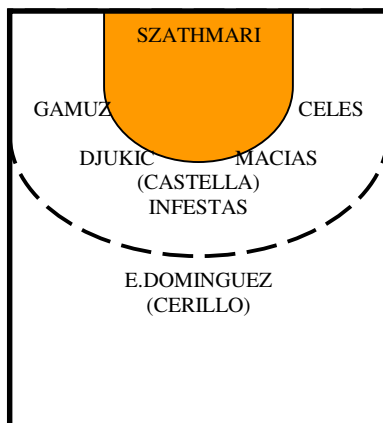 SZATHMARI
GAMUZ CELES
DJUKIC MACIAS
(CASTELLA)
INFESTAS
E.DOMINGUEZ
(CERILLO)